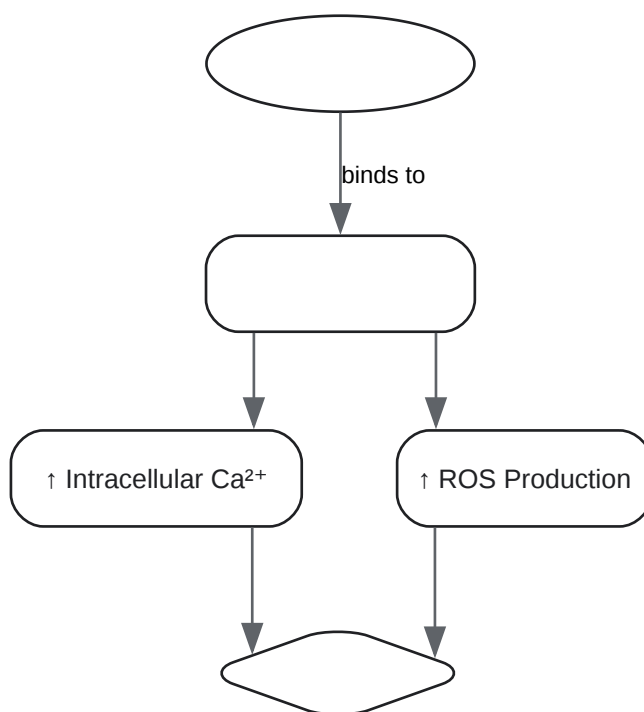 binds to
↑ Intracellular Ca²⁺
↑ ROS Production